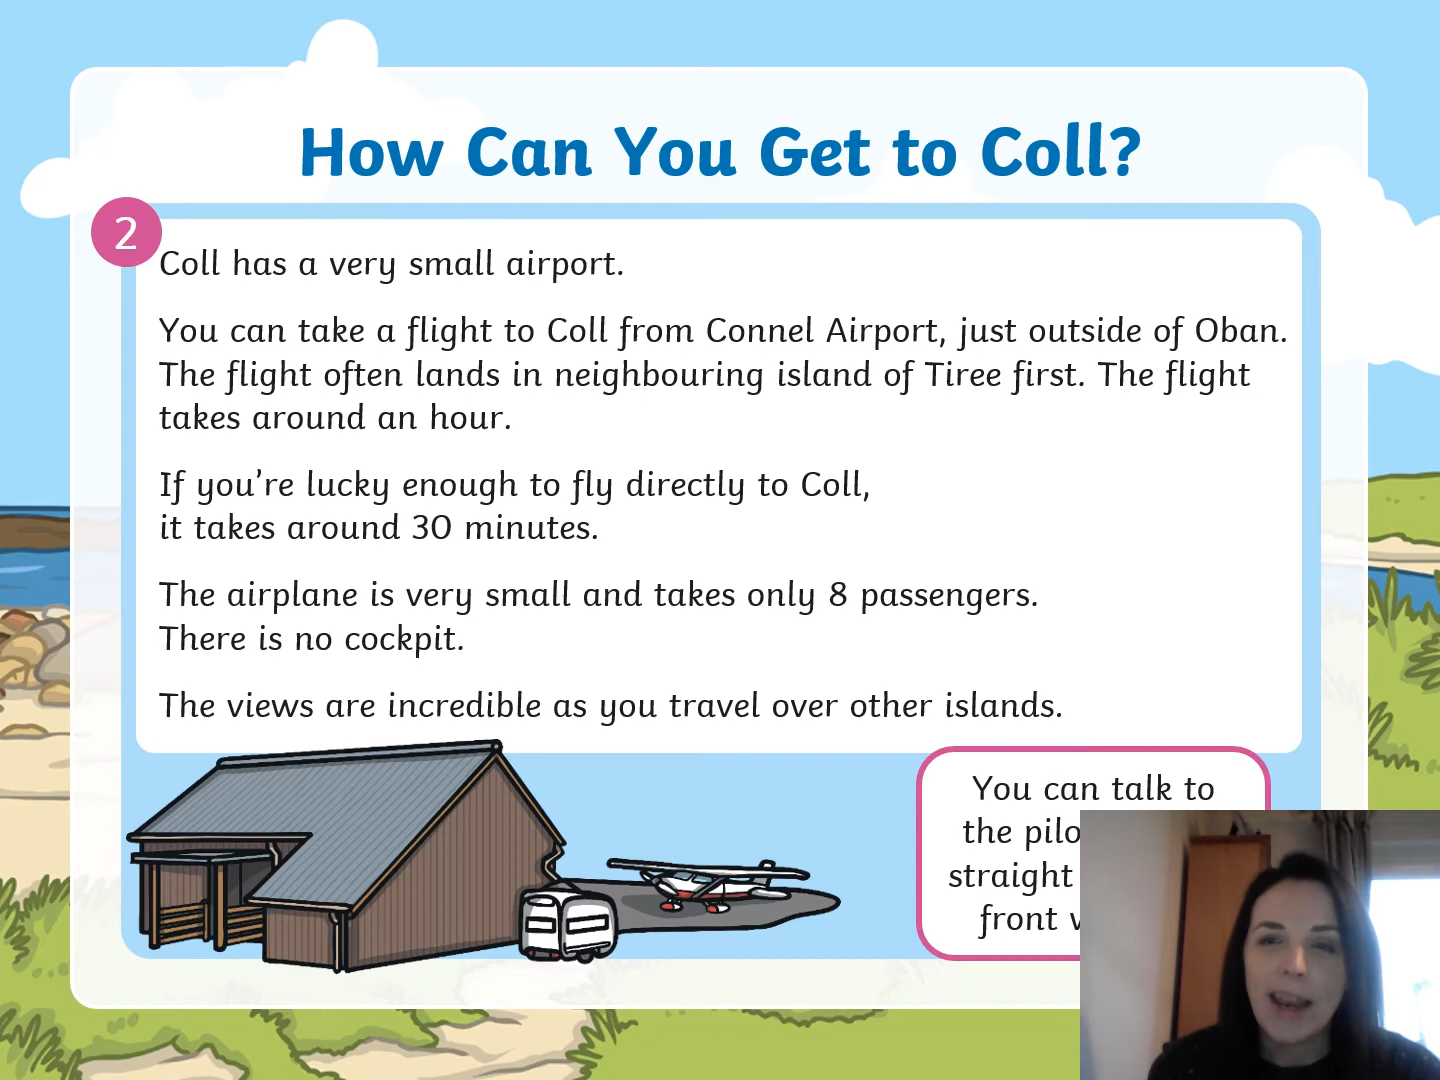 How Can You Get to Coll?
2
Coll has a very small airport.
You can take a flight to Coll from Connel Airport, just outside of Oban.
The flight often lands in neighbouring island of Tiree first. The flight
takes around an hour.
If you’re lucky enough to fly directly to Coll,
it takes around 30 minutes.
The airplane is very small and takes only 8 passengers.
There is no cockpit.
The views are incredible as you travel over other islands.
You can talk to
the
straight
front